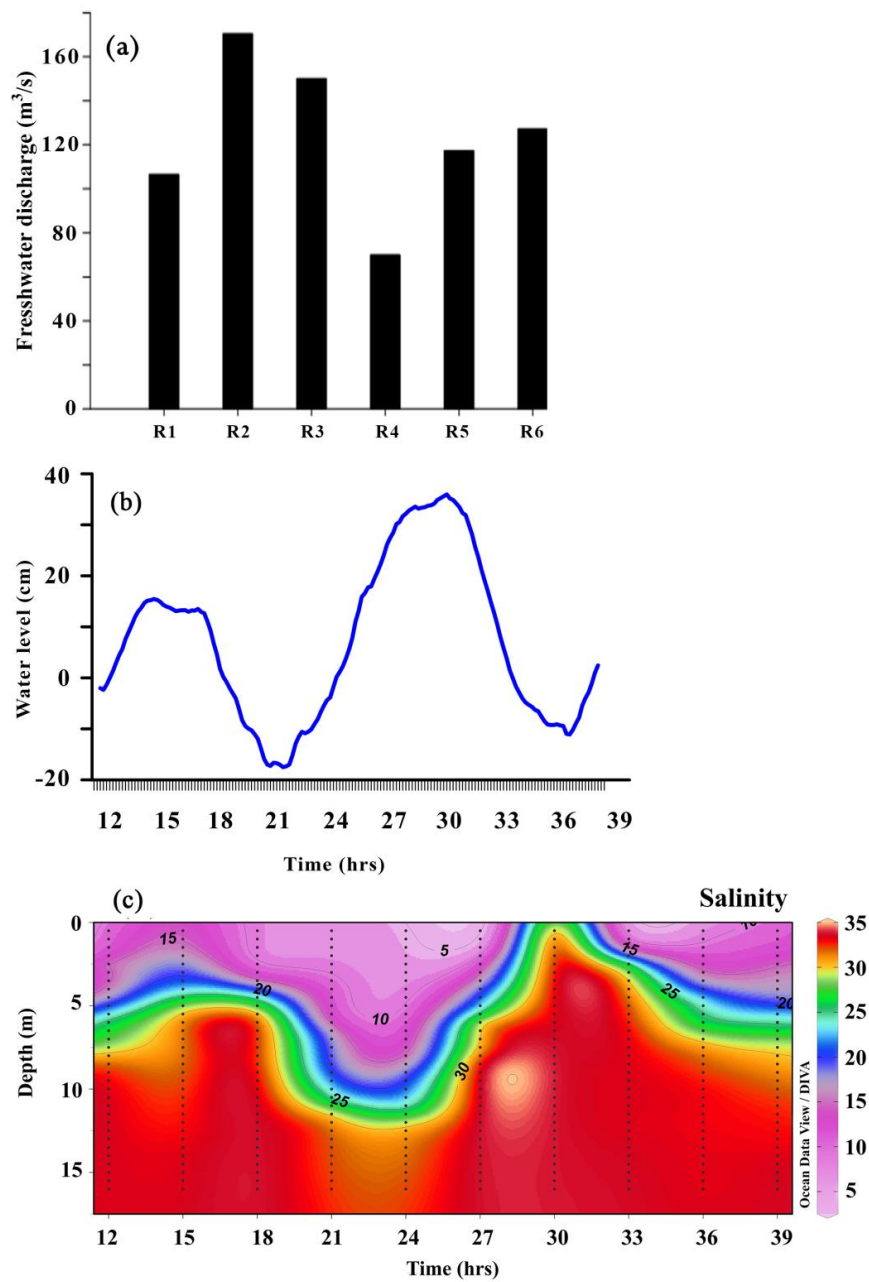 (a)
Fresshwater discharge (m³/s)
160
120
80
40
0
R1 R2 R3 R4 R5 R6
(b)
Water level (cm)
40
20
0
-20
12 15 18 21 24 27 30 33 36 39
Time (hrs)
(c)
Salinity
Depth (m)
0
5
10
15
15
20
10
5
25
30
15
25
10
20
12 15 18 21 24 27 30 33 36 39
Time (hrs)
Ocean Data View / DIVA
35
30
25
20
15
10
5